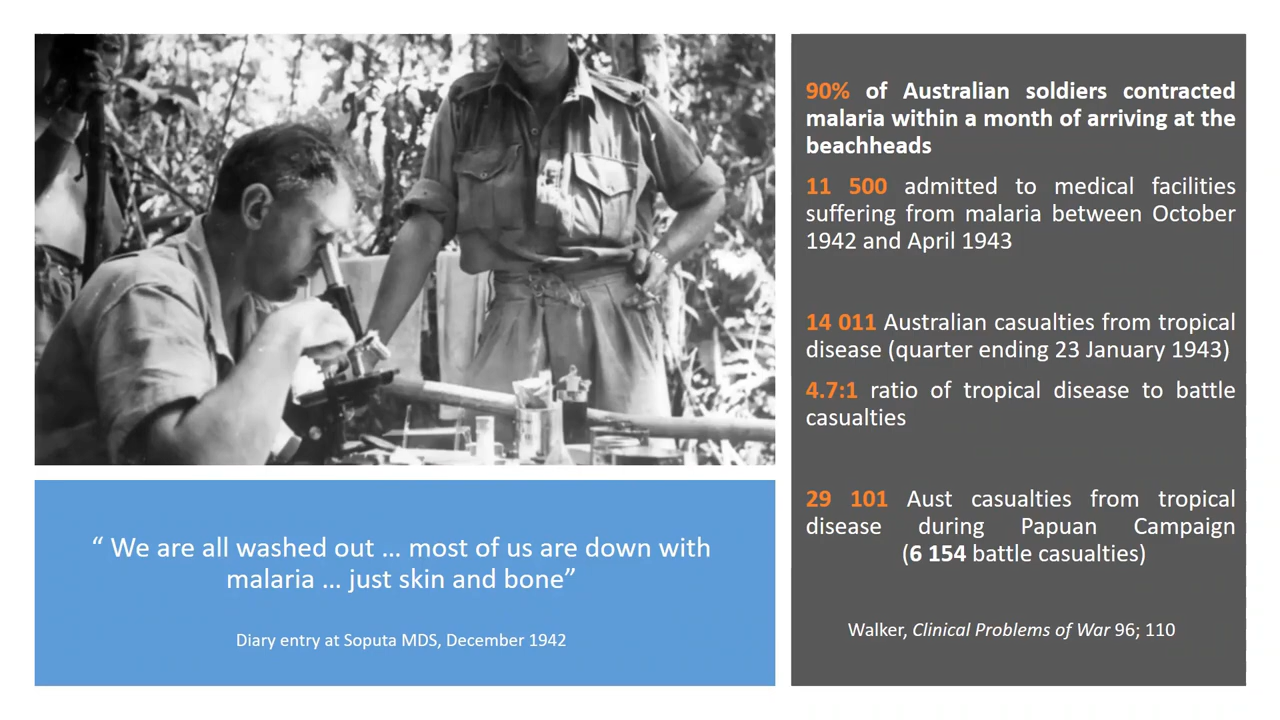 “ We are all washed out … most of us are down with
malaria … just skin and bone”
Diary entry at Soputa MDS, December 1942
90% of Australian soldiers contracted
malaria within a month of arriving at the
beachheads
11 500 admitted to medical facilities
suffering from malaria between October
1942 and April 1943
14 011 Australian casualties from tropical
disease (quarter ending 23 January 1943)
4.7:1 ratio of tropical disease to battle
casualties
29 101 Aust casualties from tropical
disease during Papuan Campaign
(6 154 battle casualties)
Walker, Clinical Problems of War 96; 110